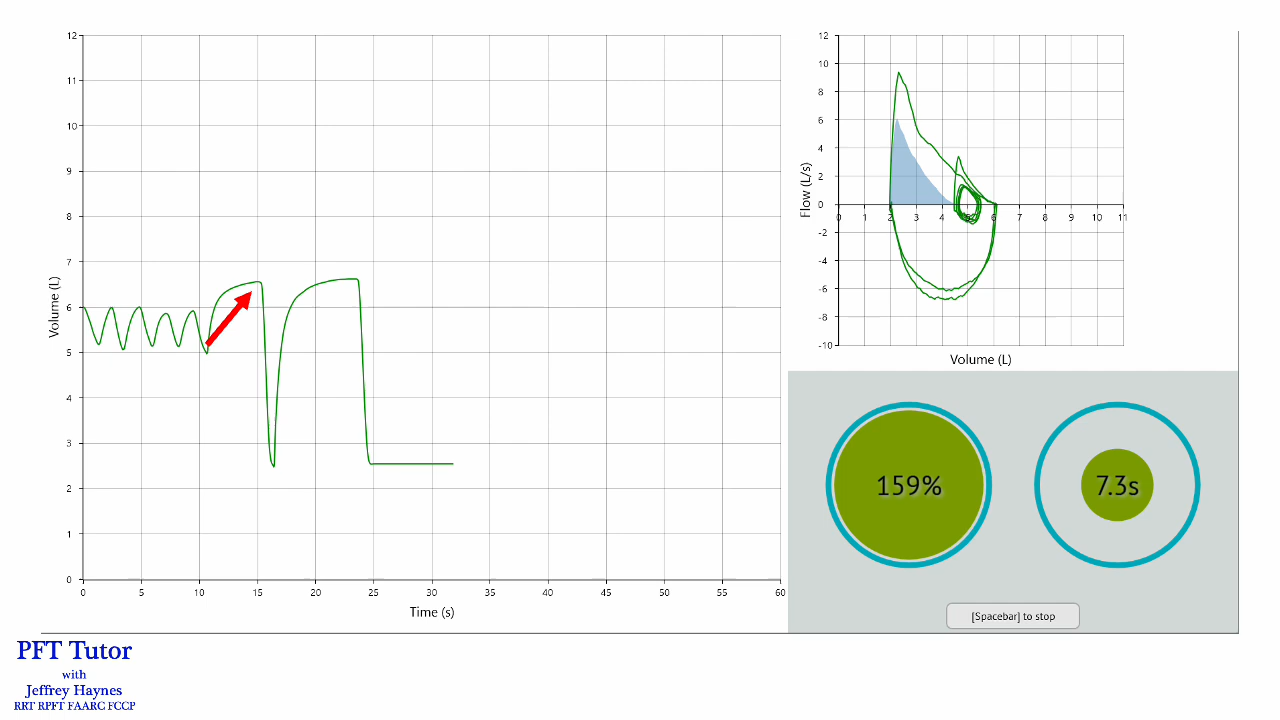 12
11
10
9
8
7
6
5
4
3
2
1
0
Volume (L)
0 5 10 15 20 25 30 35 40 45 50 55 60
Time (s)
12
10
8
6
4
2
0
-2
-4
-6
-8
-10
Flow (L/s)
0 1 2 3 4 5 6 7 8 9 10 11
Volume (L)
159%
7.3s
[Spacebar] to stop
PFT Tutor
with
Jeffrey Haynes
RRT RPFT FAARC FCCP